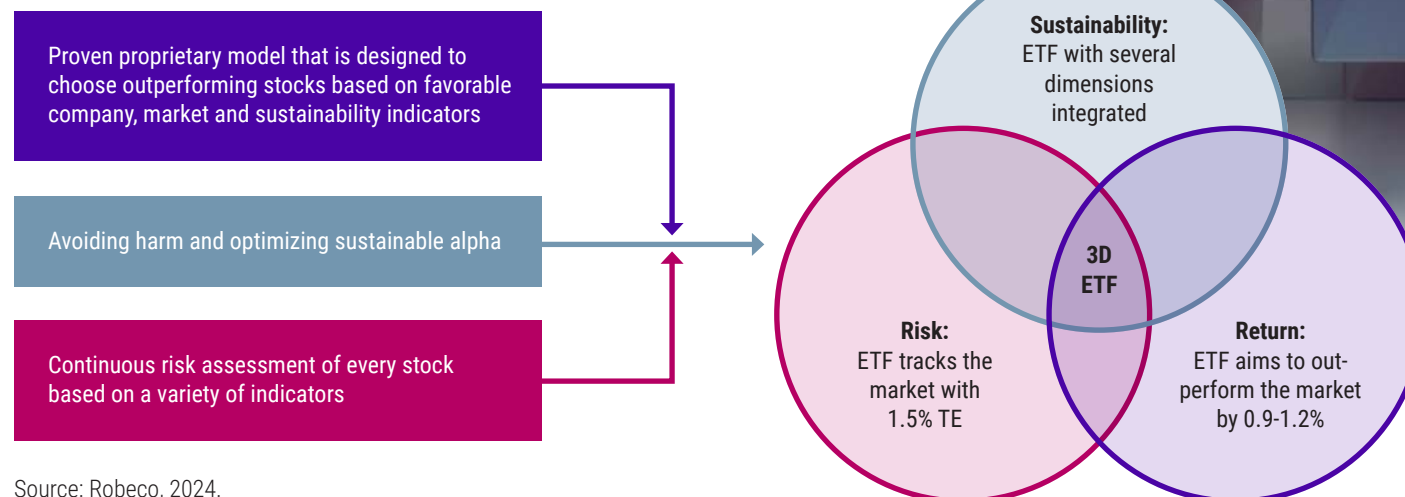 Proven proprietary model that is designed to
choose outperforming stocks based on favorable
company, market and sustainability indicators
Avoiding harm and optimizing sustainable alpha
Continuous risk assessment of every stock
based on a variety of indicators
Sustainability:
ETF with several
dimensions
integrated
3D
ETF
Risk:
ETF tracks the
market with
1.5% TE
Return:
ETF aims to out-
perform the market
by 0.9-1.2%
Source: Robeco, 2024.